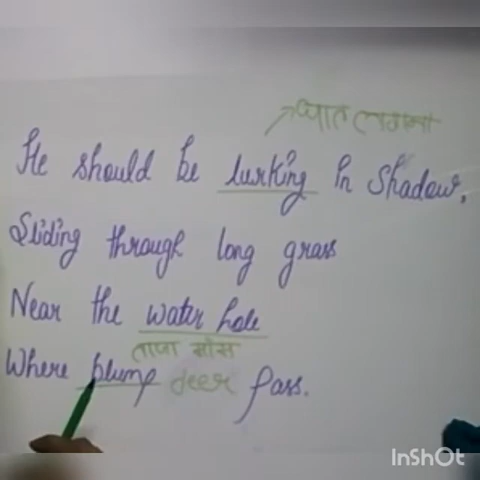 घात लगाना
He should be lurking in shadow,
Sliding through long grass
Near the water hole
ताजा माँस
Where plump deer pass.
InShOt